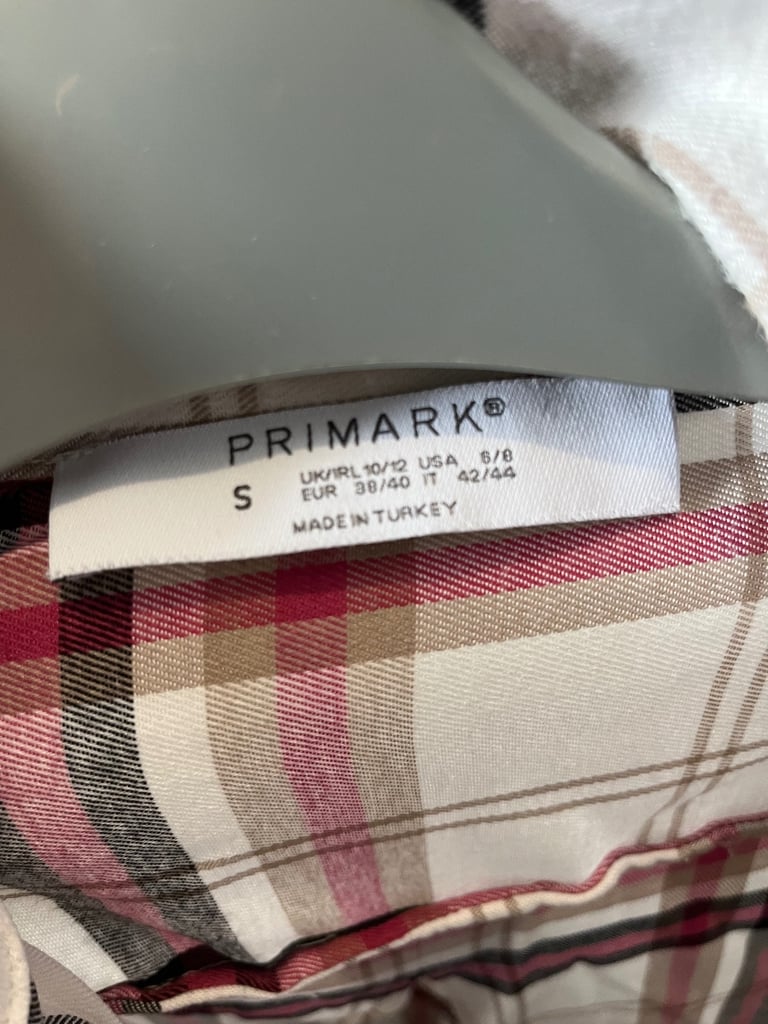 PRIMARK®
S
UK/IRL 10/12 USA 6/8
EUR 38/40 IT 42/44
MADE IN TURKEY